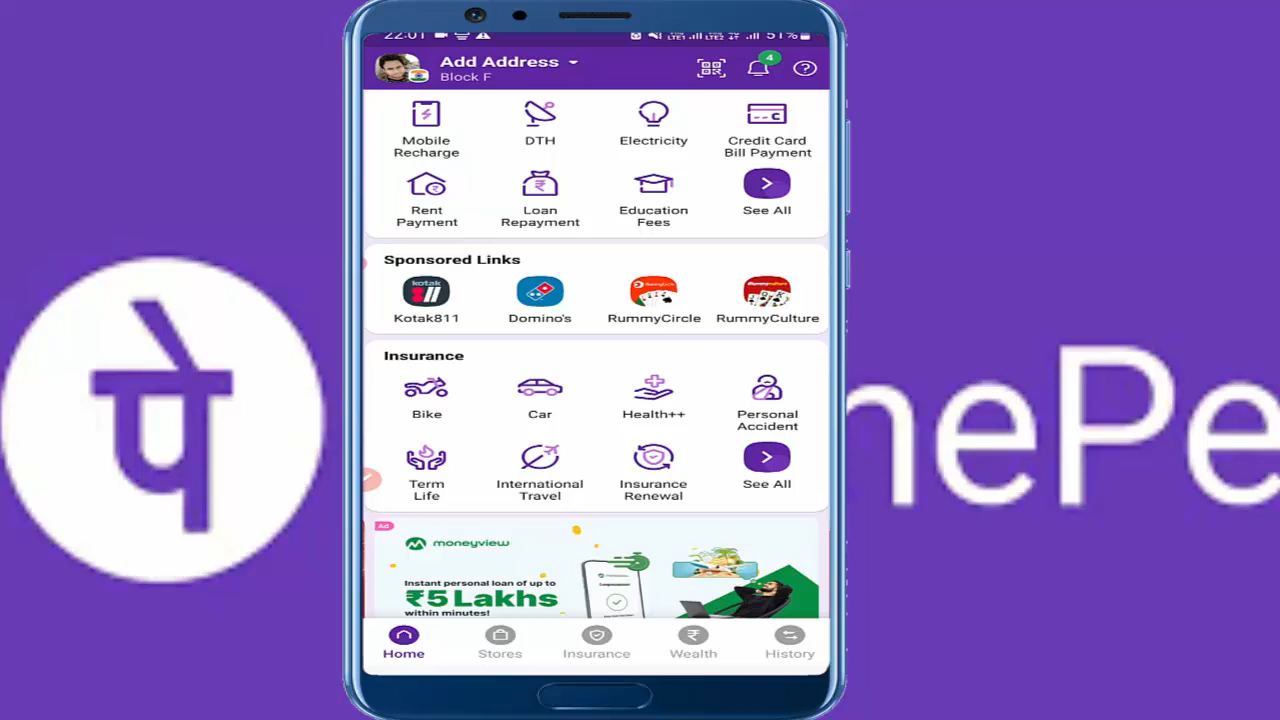 22:01
51%
Add Address
Block F
4
Mobile Recharge
DTH
Electricity
Credit Card Bill Payment
Rent Payment
Loan Repayment
Education Fees
See All
Sponsored Links
kotak
811
Kotak811
Domino's
RummyCircle
RummyCulture
Insurance
Bike
Car
Health++
Personal Accident
Term Life
International Travel
Insurance Renewal
See All
Ad
moneyview
Instant personal loan of up to
₹5 Lakhs
within minutes!
Home
Stores
Insurance
Wealth
History
पे
nePe